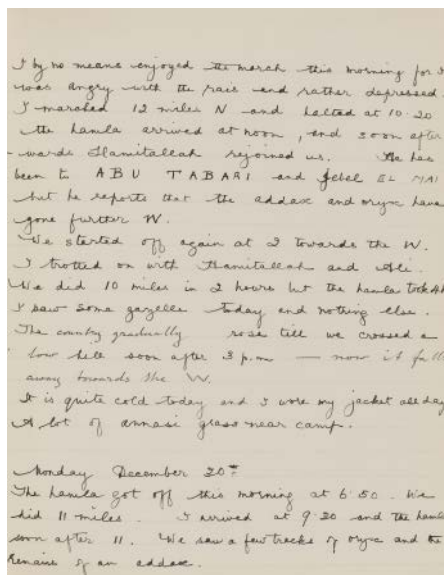 I by no means enjoyed the march this morning for I
was angry with the rais and rather depressed.
I marched 12 miles N and halted at 10.20
the hamla arrived at noon, and soon after
-wards Hamitallah rejoined us. He has
been to ABU TABARI and Jebel EL MAI
but he reports that the addax and oryx have
gone further W.
We started off again at 2 towards the W.
I trotted on with Hamitallah and Ali.
We did 10 miles in 2 hours but the hamla took 4h
I saw some gazelle today and nothing else.
The country gradually rose till we crossed a
low hill soon after 3 p.m — now it fall
away towards the W.
It is quite cold today and I wore my jacket all day
A lot of annasi grass near camp.
Monday December 20th
The hamla got off this morning at 6.50. We
did 11 miles. I arrived at 9.20 and the hamla
soon after 11. We saw a few tracks of oryx and the
remains of an addax.